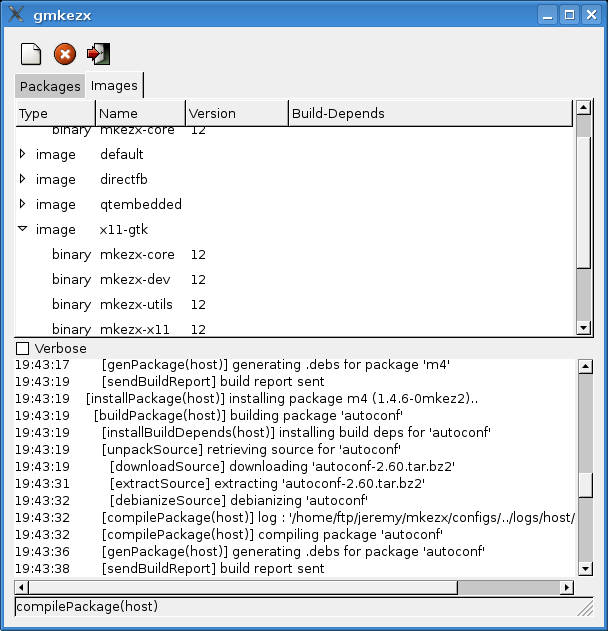 gmkezx
Packages Images
Type Name Version Build-Depends
binary mkezx-core 12
image default
image directfb
image qtembedded
image x11-gtk
binary mkezx-core 12
binary mkezx-dev 12
binary mkezx-utils 12
binary mkezx-x11 12
Verbose
19:43:17 [genPackage(host)] generating .debs for package 'm4'
19:43:19 [sendBuildReport] build report sent
19:43:19 [installPackage(host)] installing package m4 (1.4.6-0mkez2)..
19:43:19 [buildPackage(host)] building package 'autoconf'
19:43:19 [installBuildDepends(host)] installing build deps for 'autoconf'
19:43:19 [unpackSource] retrieving source for 'autoconf'
19:43:19 [downloadSource] downloading 'autoconf-2.60.tar.bz2'
19:43:31 [extractSource] extracting 'autoconf-2.60.tar.bz2'
19:43:32 [debianizeSource] debianizing 'autoconf'
19:43:32 [compilePackage(host)] log : '/home/ftp/jeremy/mkezx/configs/../logs/host/
19:43:32 [compilePackage(host)] compiling package 'autoconf'
19:43:36 [genPackage(host)] generating .debs for package 'autoconf'
19:43:38 [sendBuildReport] build report sent
compilePackage(host)